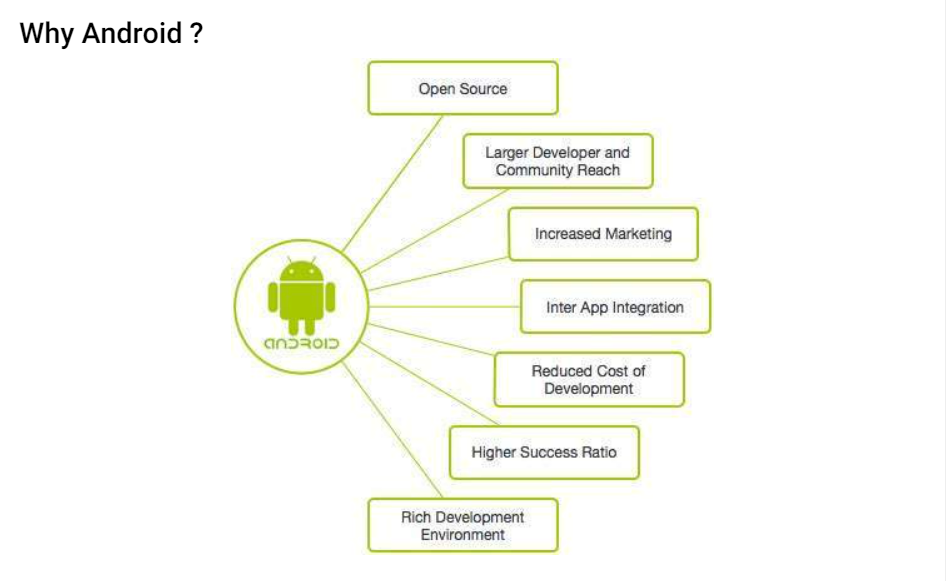 Why Android ?
Open Source
Larger Developer and
Community Reach
Increased Marketing
Inter App Integration
Reduced Cost of
Development
Higher Success Ratio
Rich Development
Environment
ANDROID